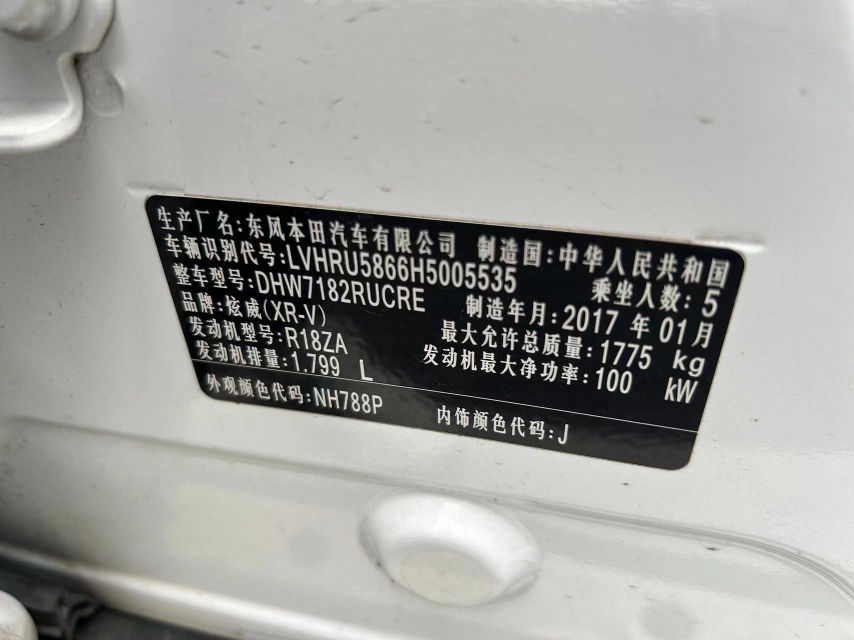 生产厂名:东风本田汽车有限公司 制造国:中华人民共和国
车辆识别代号:LVHRU5866H5005535 乘坐人数:5
整车型号:DHW7182RUCRE 制造年月:2017 年 01月
品牌:炫威(XR-V) 最大允许总质量:1775 kg
发动机型号:R18ZA 发动机最大净功率:100 kW
发动机排量:1.799 L
外观颜色代码:NH788P 内饰颜色代码:J